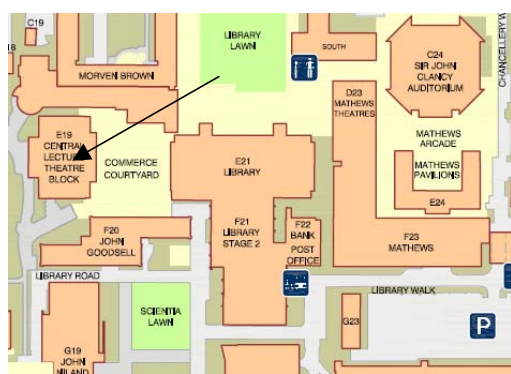 C19
18
MORVEN BROWN
LIBRARY
LAWN
SOUTH
C24
SIR JOHN
CLANCY
AUDITORIUM
CHANCELLERY
D23
MATHEWS
THEATRES
MATHEWS
ARCADE
MATHEWS
PAVILIONS
E24
E19
CENTRAL
LECTURE
THEATRE
BLOCK
COMMERCE
COURTYARD
E21
LIBRARY
F21
LIBRARY
STAGE 2
F22
BANK
POST
OFFICE
F23
MATHEWS
F20
JOHN
GOODSELL
LIBRARY ROAD
LIBRARY WALK
SCIENTIA
LAWN
G19
JOHN
NILAND
G23
P